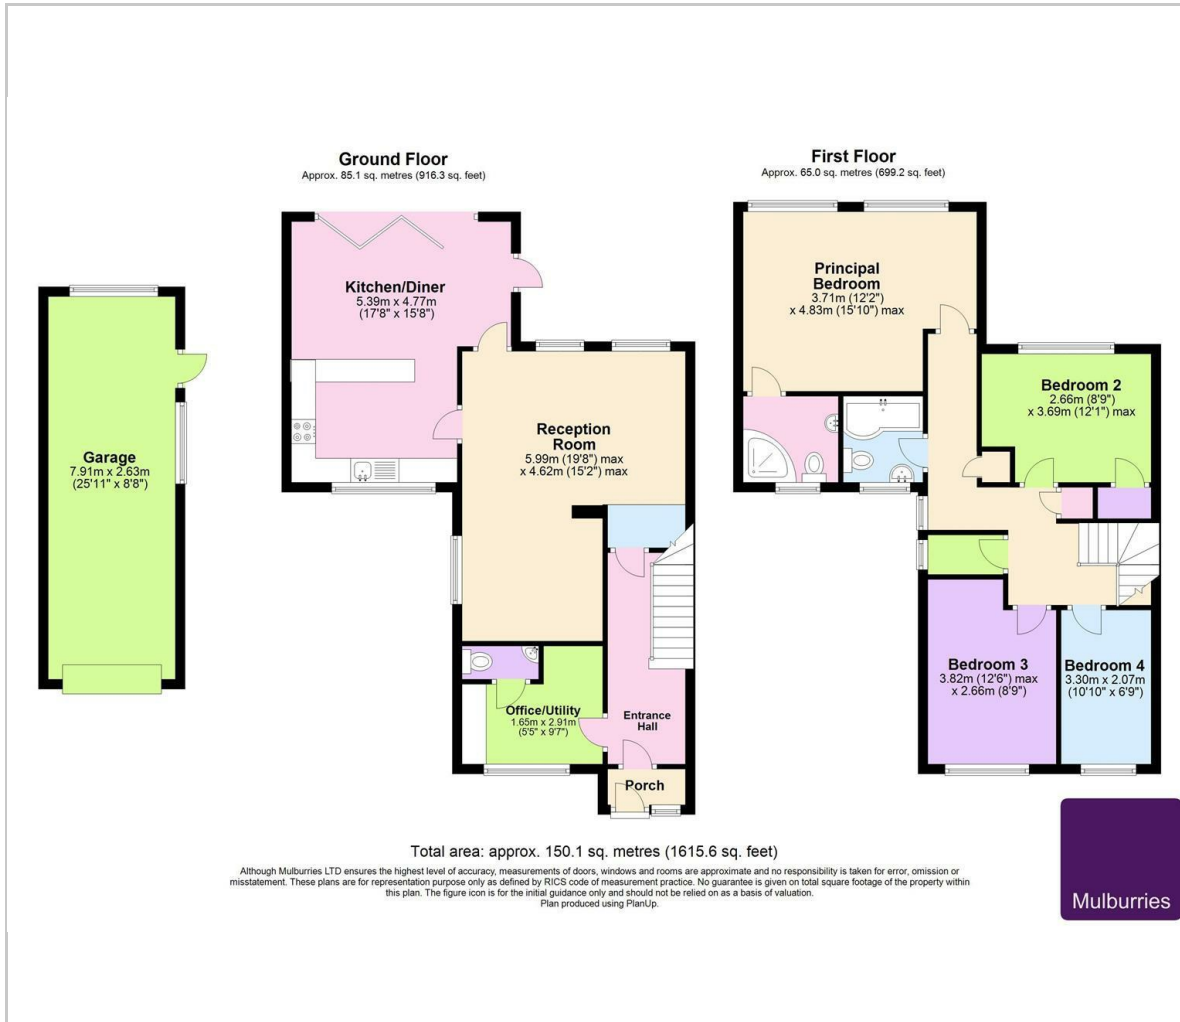 Ground Floor
Approx. 85.1 sq. metres (916.3 sq. feet)
First Floor
Approx. 65.0 sq. metres (699.2 sq. feet)
Kitchen/Diner
5.39m x 4.77m
(17'8" x 15'8")
Principal
Bedroom
3.71m (12'2")
x 4.83m (15'10") max
Bedroom 2
2.66m (8'9")
x 3.69m (12'1") max
Garage
7.91m x 2.63m
(25'11" x 8'8")
Reception
Room
5.99m (19'8") max
x 4.62m (15'2") max
Bedroom 3
3.82m (12'6") max
x 2.66m (8'9")
Bedroom 4
3.30m x 2.07m
(10'10" x 6'9")
Office/Utility
1.65m x 2.91m
(5'5" x 9'7")
Entrance
Hall
Porch
Total area: approx. 150.1 sq. metres (1615.6 sq. feet)
Although Mulburries LTD ensures the highest level of accuracy, measurements of doors, windows and rooms are approximate and no responsibility is taken for error, omission or
misstatement. These plans are for representation purpose only as defined by RICS code of measurement practice. No guarantee is given on total square footage of the property within
this plan. The figure icon is for the initial guidance only and should not be relied on as a basis of valuation.
Plan produced using PlanUp.
Mulburries